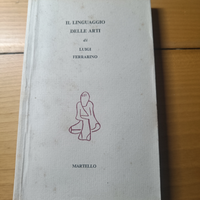 IL LINGUAGGIO
DELLE ARTI
di
LUIGI
FERRARINO
MARTELLO